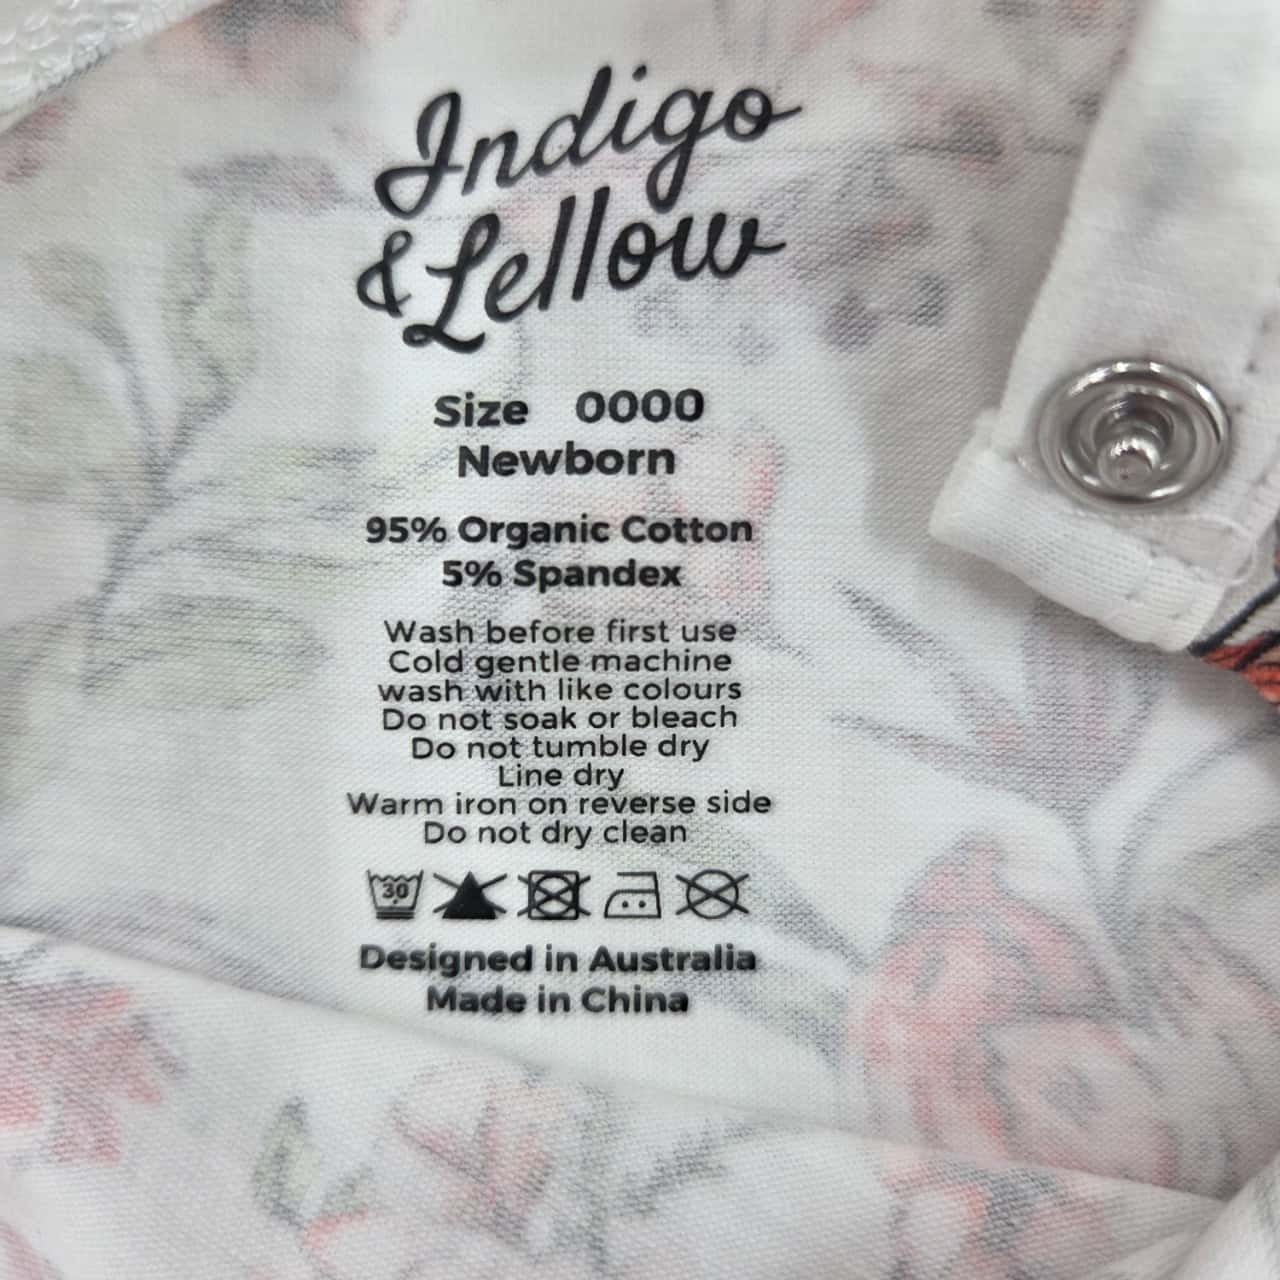 Indigo
& Lellow
Size 0000
Newborn
95% Organic Cotton
5% Spandex
Wash before first use
Cold gentle machine
wash with like colours
Do not soak or bleach
Do not tumble dry
Line dry
Warm iron on reverse side
Do not dry clean
30
Designed in Australia
Made in China